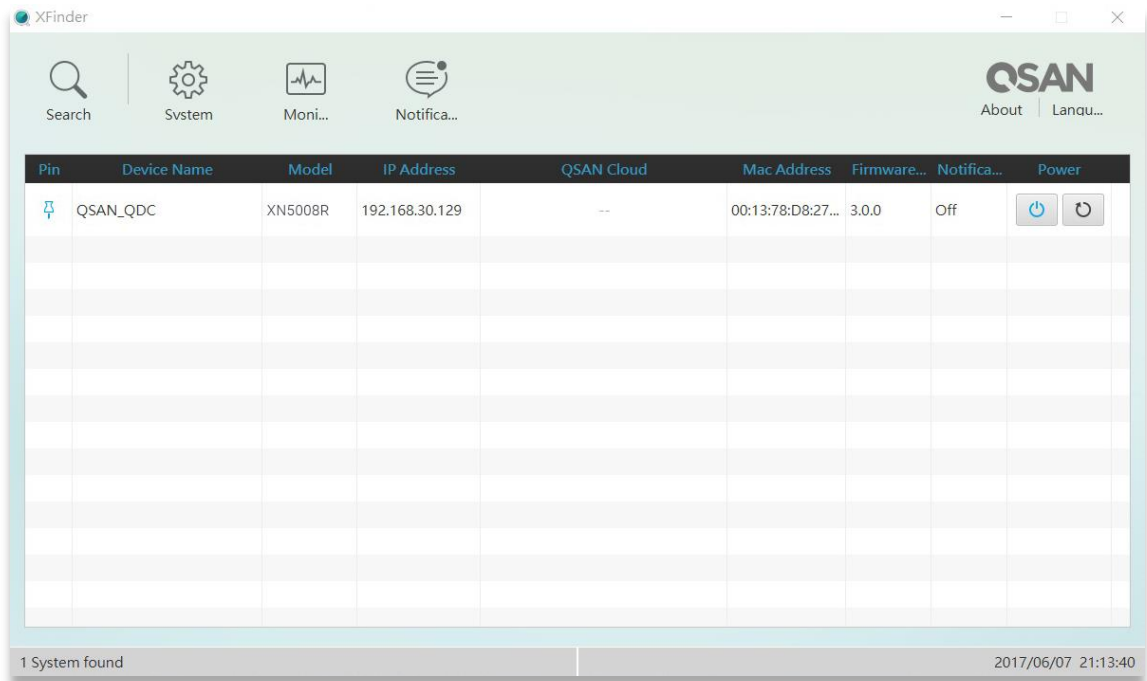 XFinder
QSAN
Search System Moni... Notifica... About Langu...
Pin Device Name Model IP Address QSAN Cloud Mac Address Firmware... Notifica... Power
QSAN_QDC XN5008R 192.168.30.129 -- 00:13:78:D8:27... 3.0.0 Off
1 System found 2017/06/07 21:13:40